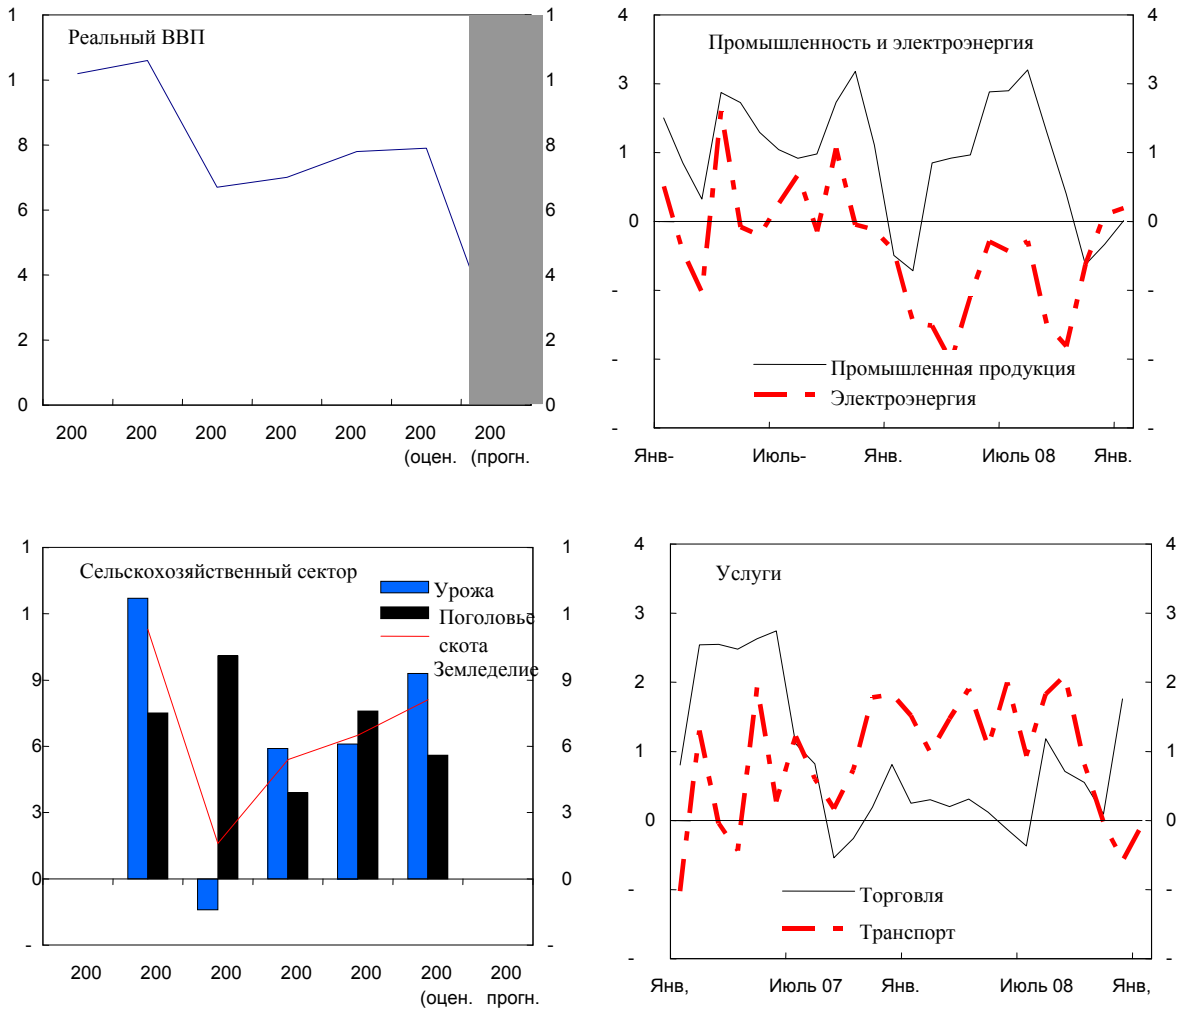 Реальный ВВП
1 1
1 1
8 8
6 6
4 4
2 2
0 0
200 200 200 200 200 200 200
(оцен. (прогн.
Промышленность и электроэнергия
4 4
3 3
1 1
0 0
- -
- -
- -
Промышленная продукция
Электроэнергия
Янв- Июль- Янв. Июль 08 Янв.
Сельскохозяйственный сектор
1 1
1 1
9 9
6 6
3 3
0 0
- -
Урожа
Поголовье
скота
Земледелие
200 200 200 200 200 200 200
(оцен. прогн.
Услуги
4 4
3 3
2 2
1 1
0 0
- -
- -
Торговля
Транспорт
Янв, Июль 07 Янв. Июль 08 Янв,